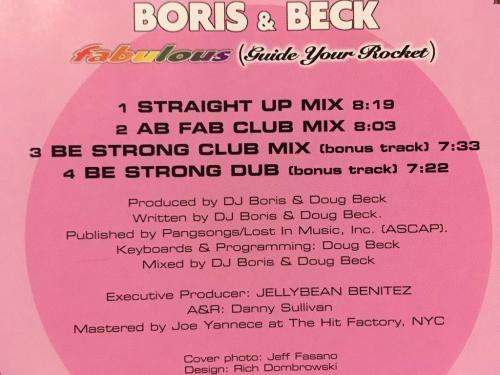 BORIS & BECK
fabulous (Guide Your Rocket)
1 STRAIGHT UP MIX 8:19
2 AB FAB CLUB MIX 8:03
3 BE STRONG CLUB MIX (bonus track) 7:33
4 BE STRONG DUB (bonus track) 7:22
Produced by DJ Boris & Doug Beck
Written by DJ Boris & Doug Beck.
Published by Pangsongs/Lost In Music, Inc. (ASCAP).
Keyboards & Programming: Doug Beck
Mixed by DJ Boris & Doug Beck
Executive Producer: JELLYBEAN BENITEZ
A&R: Danny Sullivan
Mastered by Joe Yannece at The Hit Factory, NYC
Cover photo: Jeff Fasano
Design: Rich Dombrowski